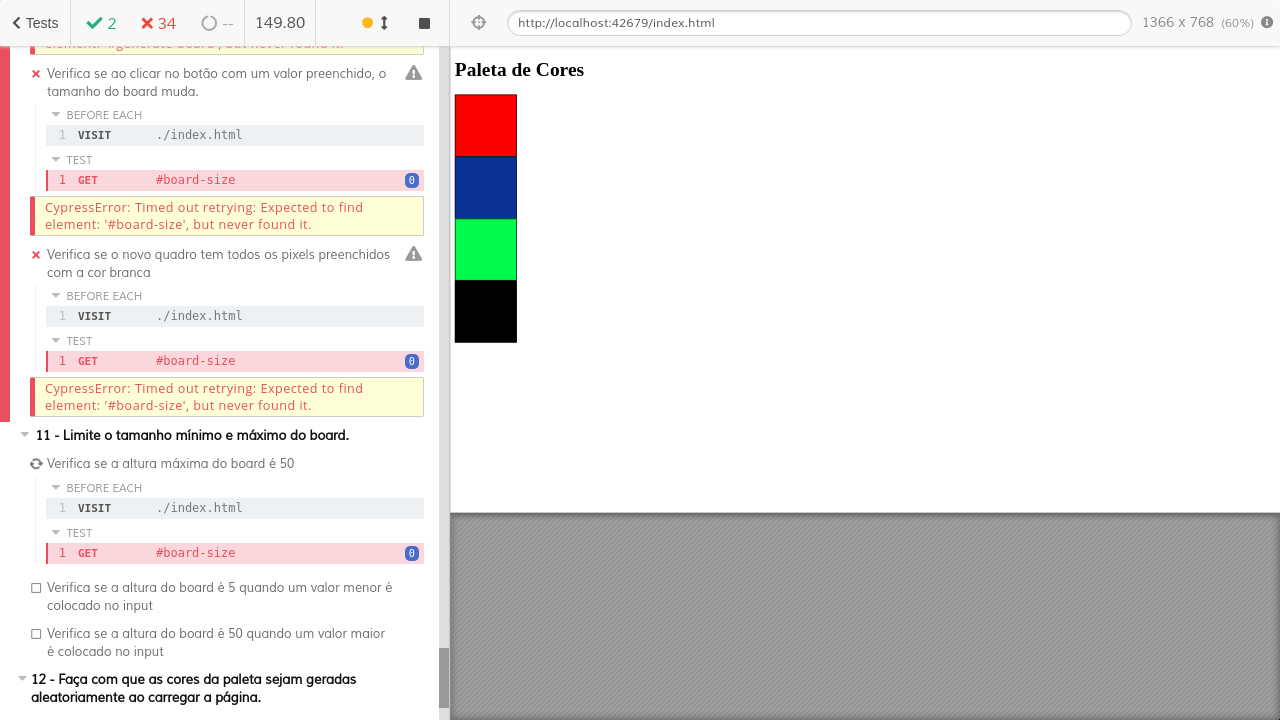 Tests
2
34
--
149.80
http://localhost:42679/index.html
1366 x 768 (60%)
element: '#generate-board', but never found it.
Verifica se ao clicar no botão com um valor preenchido, o
tamanho do board muda.
BEFORE EACH
1 VISIT ./index.html
TEST
1 GET #board-size 0
CypressError: Timed out retrying: Expected to find
element: '#board-size', but never found it.
Verifica se o novo quadro tem todos os pixels preenchidos
com a cor branca
BEFORE EACH
1 VISIT ./index.html
TEST
1 GET #board-size 0
CypressError: Timed out retrying: Expected to find
element: '#board-size', but never found it.
11 - Limite o tamanho mínimo e máximo do board.
Verifica se a altura máxima do board é 50
BEFORE EACH
1 VISIT ./index.html
TEST
1 GET #board-size 0
Verifica se a altura do board é 5 quando um valor menor é
colocado no input
Verifica se a altura do board é 50 quando um valor maior
é colocado no input
12 - Faça com que as cores da paleta sejam geradas
aleatoriamente ao carregar a página.
Paleta de Cores